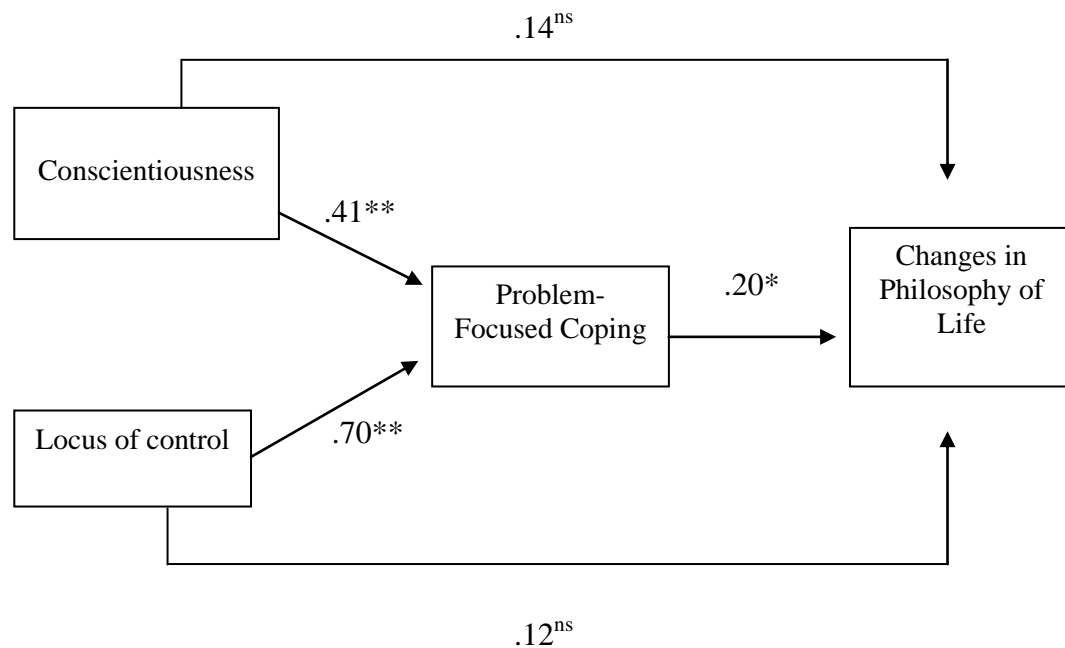 .14ns
Conscientiousness
.41**
Problem-
Focused Coping
.20*
Changes in
Philosophy of
Life
Locus of control
.70**
.12ns